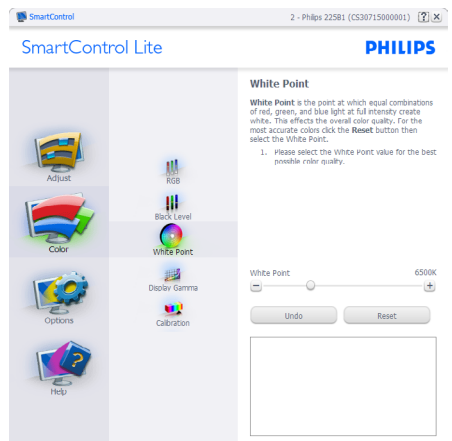 SmartControl
2 - Philips 225B1 (CS30715000001) ? X
SmartControl Lite
PHILIPS
White Point
White Point is the point at which equal combinations
of red, green, and blue light at full intensity create
white. This effects the overall color quality. For the
most accurate colors click the Reset button then
select the White Point.
1. Please select the White Point value for the best
possible color quality.
Adjust
Color
Options
Help
RGB
Black Level
White Point
Display Gamma
Calibration
White Point 6500K
Undo Reset